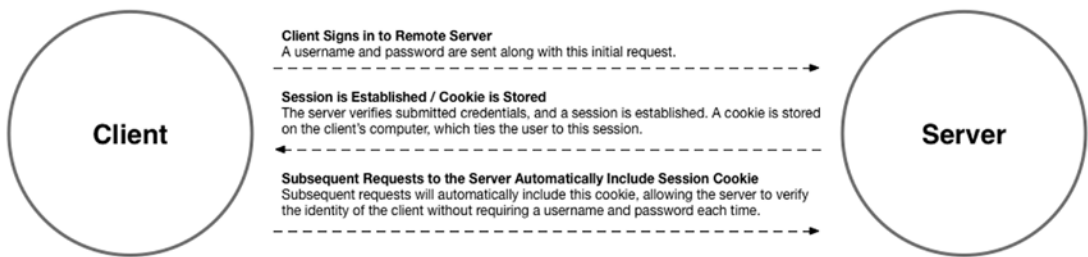 Client
Client Signs in to Remote Server
A username and password are sent along with this initial request.
Session is Established / Cookie is Stored
The server verifies submitted credentials, and a session is established. A cookie is stored
on the client's computer, which ties the user to this session.
Subsequent Requests to the Server Automatically Include Session Cookie
Subsequent requests will automatically include this cookie, allowing the server to verify
the identity of the client without requiring a username and password each time.
Server